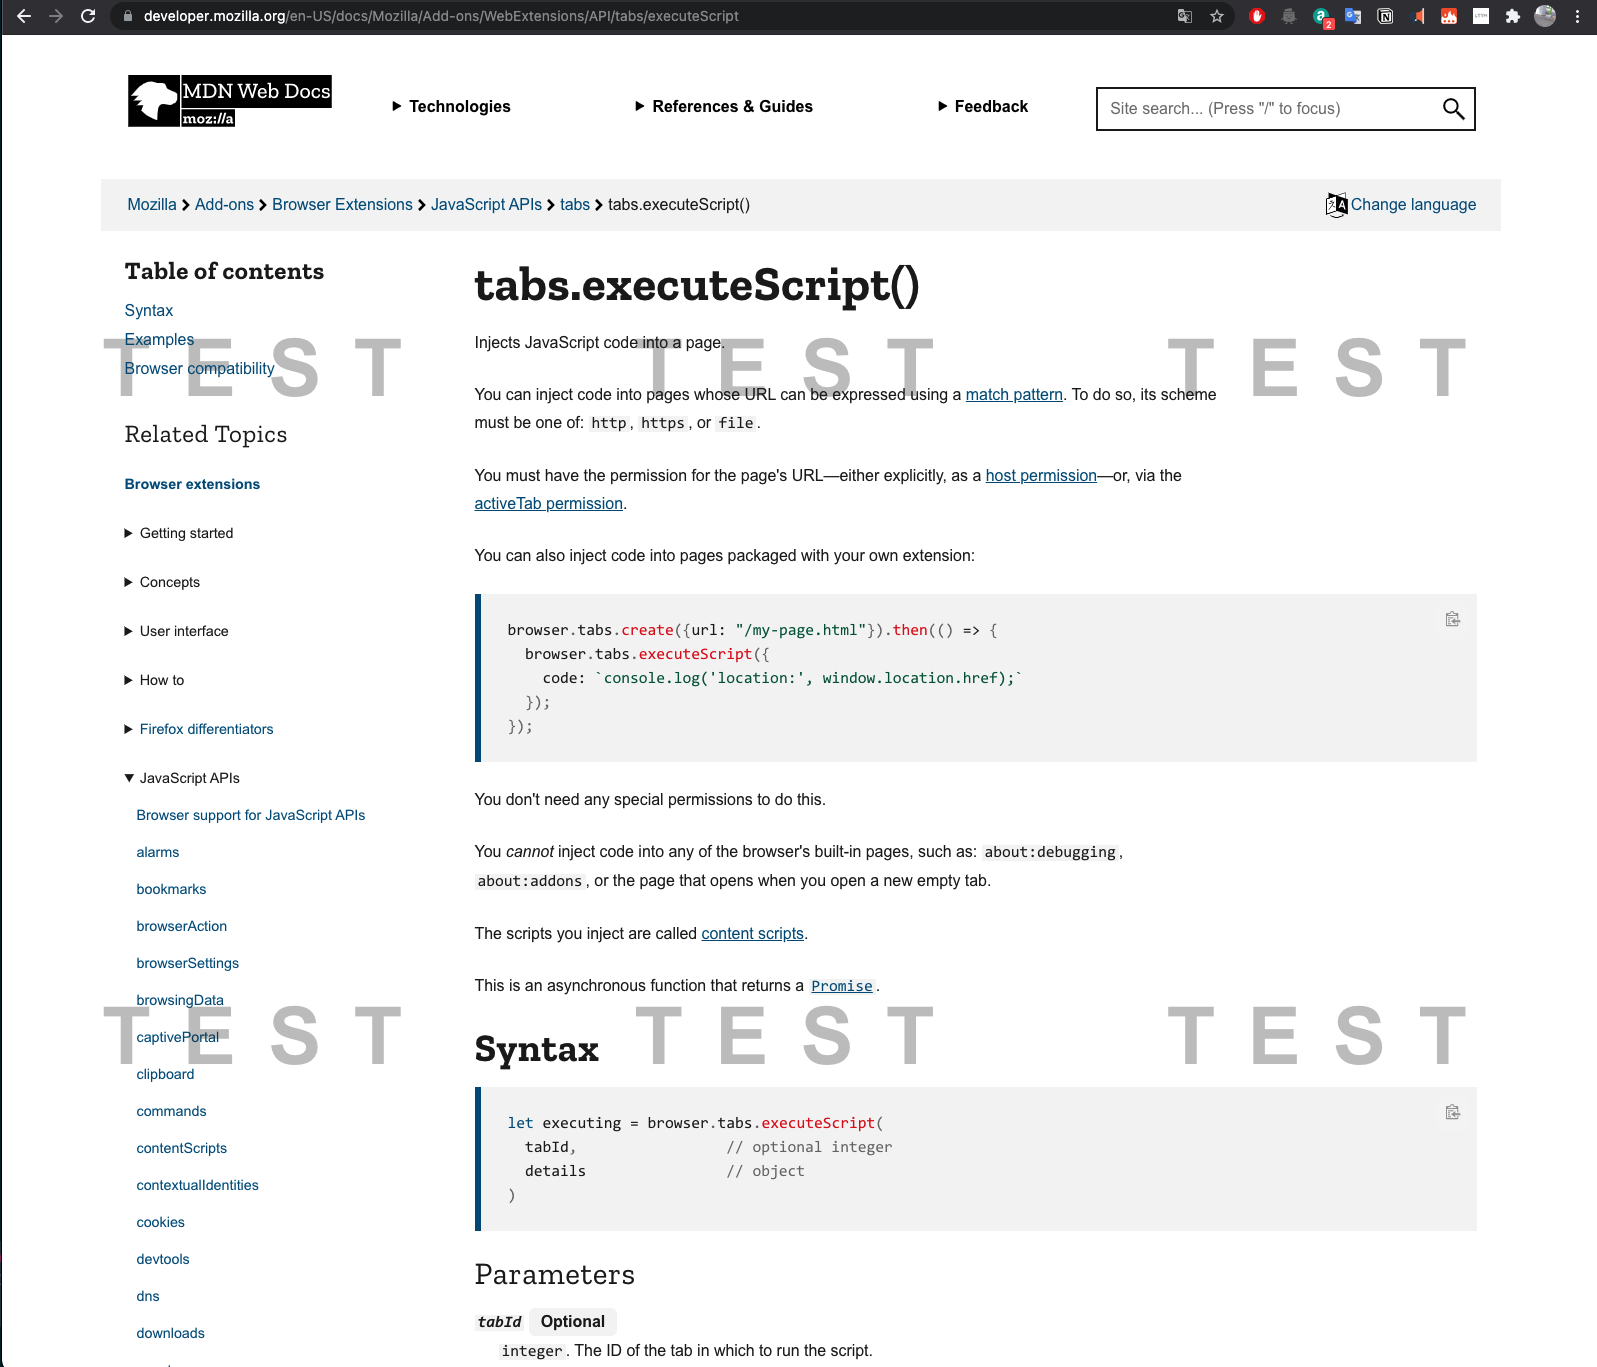 developer.mozilla.org/en-US/docs/Mozilla/Add-ons/WebExtensions/API/tabs/executeScript
2
MDN Web Docs
moz://a
Technologies
References & Guides
Feedback
Site search... (Press "/" to focus)
Mozilla Add-ons Browser Extensions JavaScript APIs tabs tabs.executeScript()
Change language
Table of contents
Syntax
Examples
Browser compatibility
Related Topics
Browser extensions
Getting started
Concepts
User interface
How to
Firefox differentiators
JavaScript APIs
Browser support for JavaScript APIs
alarms
bookmarks
browserAction
browserSettings
browsingData
captivePortal
clipboard
commands
contentScripts
contextualIdentities
cookies
devtools
dns
downloads
tabs.executeScript()
Injects JavaScript code into a page.
You can inject code into pages whose URL can be expressed using a match pattern. To do so, its scheme
must be one of: http, https, or file.
You must have the permission for the page's URL—either explicitly, as a host permission—or, via the
activeTab permission.
You can also inject code into pages packaged with your own extension:
browser.tabs.create({url: "/my-page.html"}).then(() => {
browser.tabs.executeScript({
code: `console.log('location:', window.location.href);`
});
});
You don't need any special permissions to do this.
You cannot inject code into any of the browser's built-in pages, such as: about:debugging,
about:addons, or the page that opens when you open a new empty tab.
The scripts you inject are called content scripts.
This is an asynchronous function that returns a Promise.
Syntax
let executing = browser.tabs.executeScript(
tabId, // optional integer
details // object
)
Parameters
tabId Optional
integer. The ID of the tab in which to run the script.
TEST TEST TEST
TEST TEST TEST